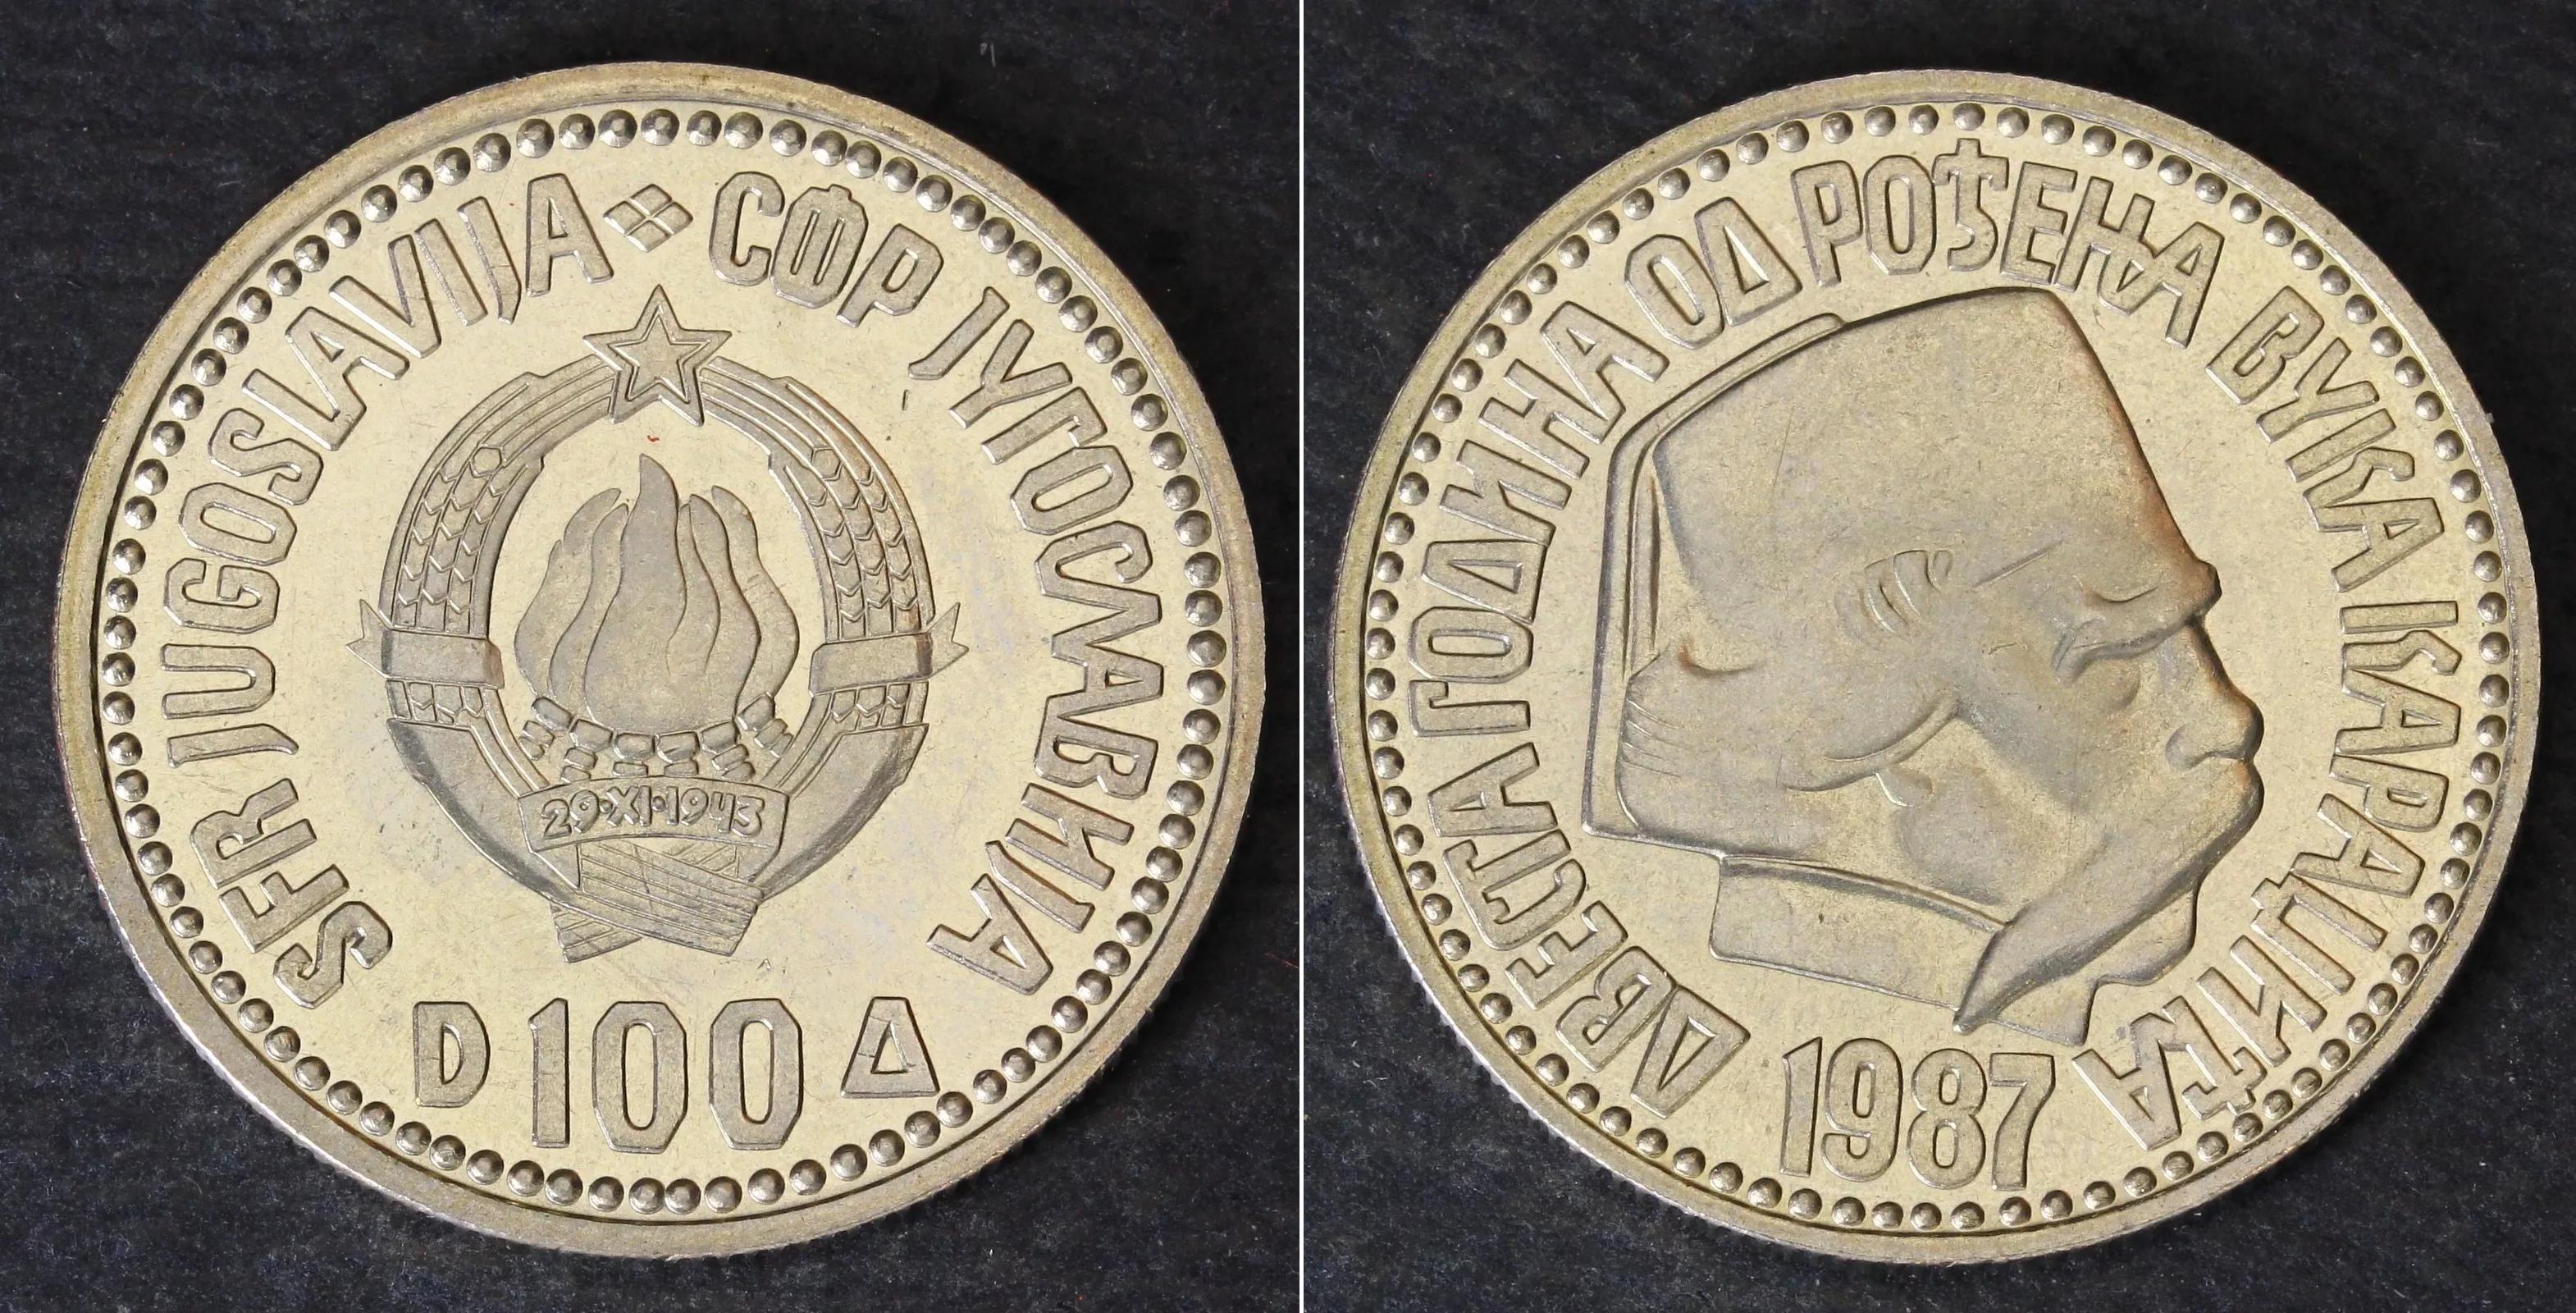 SFR JUGOSLAVIJA СФР ЈУГОСЛАВИЈА
29·XI·1943
D 100 Д
ДВЕСТА ГОДИНА ОД РОЂЕЊА ВУКА КАРАЏИЋА
1987